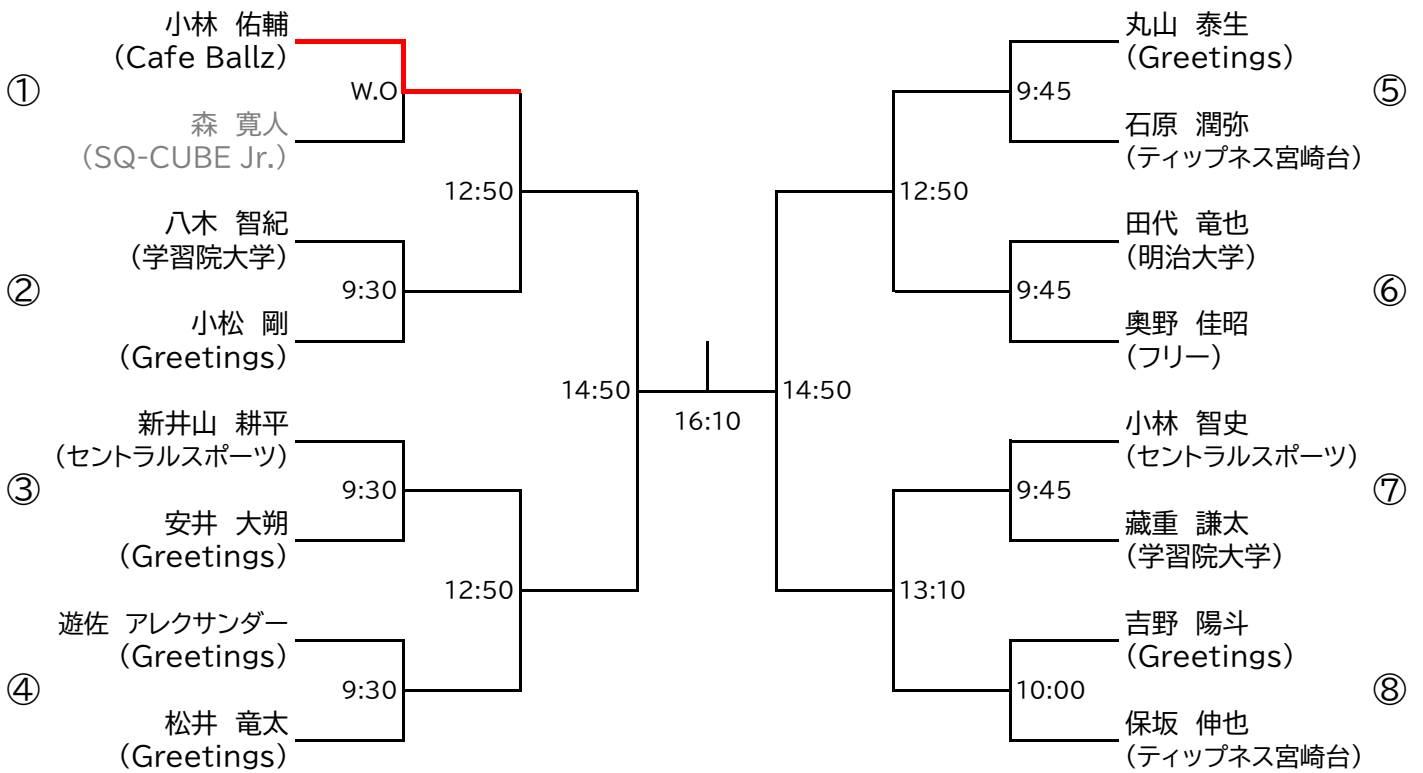 小林 佑輔
(Cafe Ballz)
①
W.O
森 寛人
(SQ-CUBE Jr.)
12:50
八木 智紀
(学習院大学)
②
9:30
小松 剛
(Greetings)
14:50
新井山 耕平
(セントラルスポーツ)
③
9:30
安井 大朔
(Greetings)
12:50
遊佐 アレクサンダー
(Greetings)
④
9:30
松井 竜太
(Greetings)
16:10
丸山 泰生
(Greetings)
9:45
⑤
石原 潤弥
(ティップネス宮崎台)
12:50
田代 竜也
(明治大学)
9:45
⑥
奥野 佳昭
(フリー)
14:50
小林 智史
(セントラルスポーツ)
9:45
⑦
藏重 謙太
(学習院大学)
13:10
吉野 陽斗
(Greetings)
10:00
⑧
保坂 伸也
(ティップネス宮崎台)